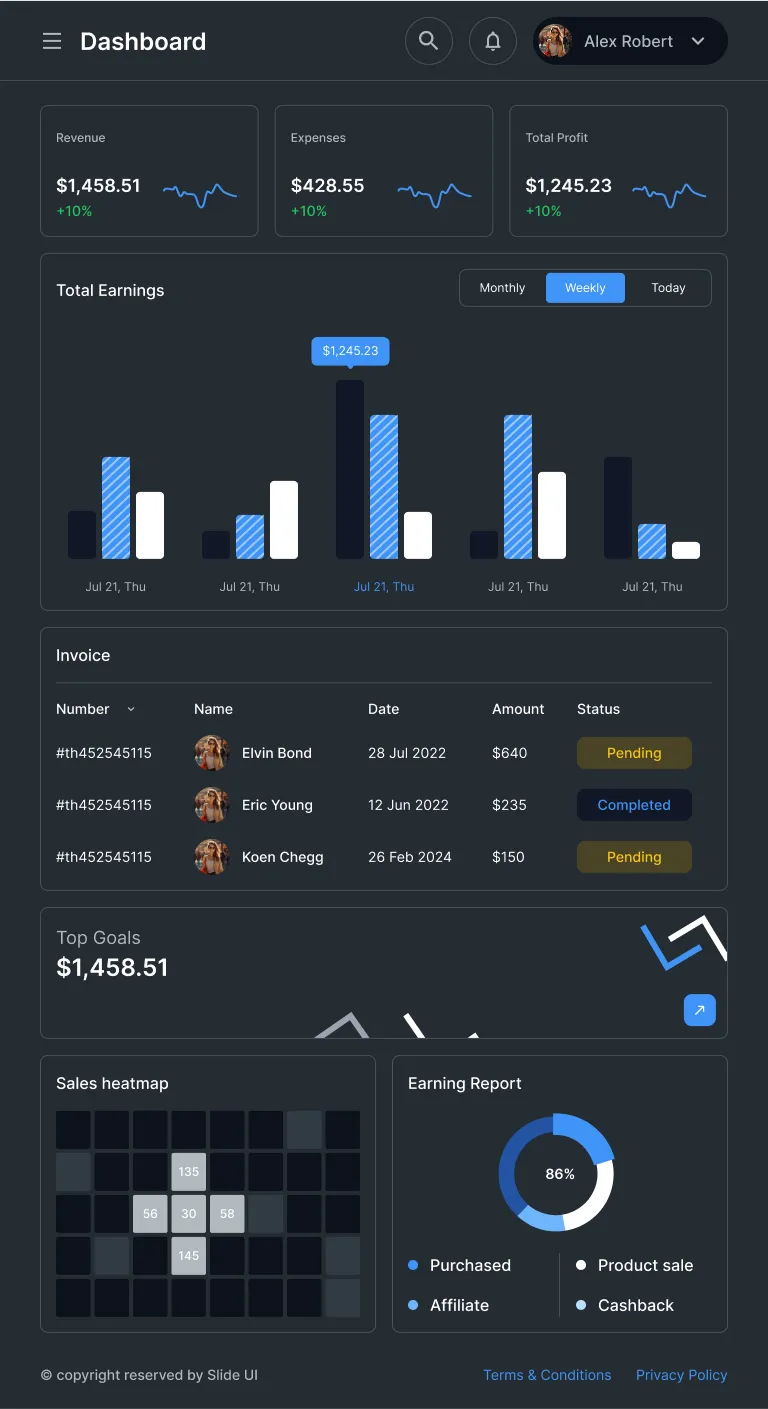 Dashboard
Alex Robert
Revenue
$1,458.51
+10%
Expenses
$428.55
+10%
Total Profit
$1,245.23
+10%
Total Earnings
Monthly
Weekly
Today
$1,245.23
Jul 21, Thu
Jul 21, Thu
Jul 21, Thu
Jul 21, Thu
Jul 21, Thu
Invoice
Number Name Date Amount Status
#th452545115 Elvin Bond 28 Jul 2022 $640 Pending
#th452545115 Eric Young 12 Jun 2022 $235 Completed
#th452545115 Koen Chegg 26 Feb 2024 $150 Pending
Top Goals
$1,458.51
Sales heatmap
135
56 30 58
145
Earning Report
86%
Purchased
Product sale
Affiliate
Cashback
© copyright reserved by Slide UI
Terms & Conditions
Privacy Policy